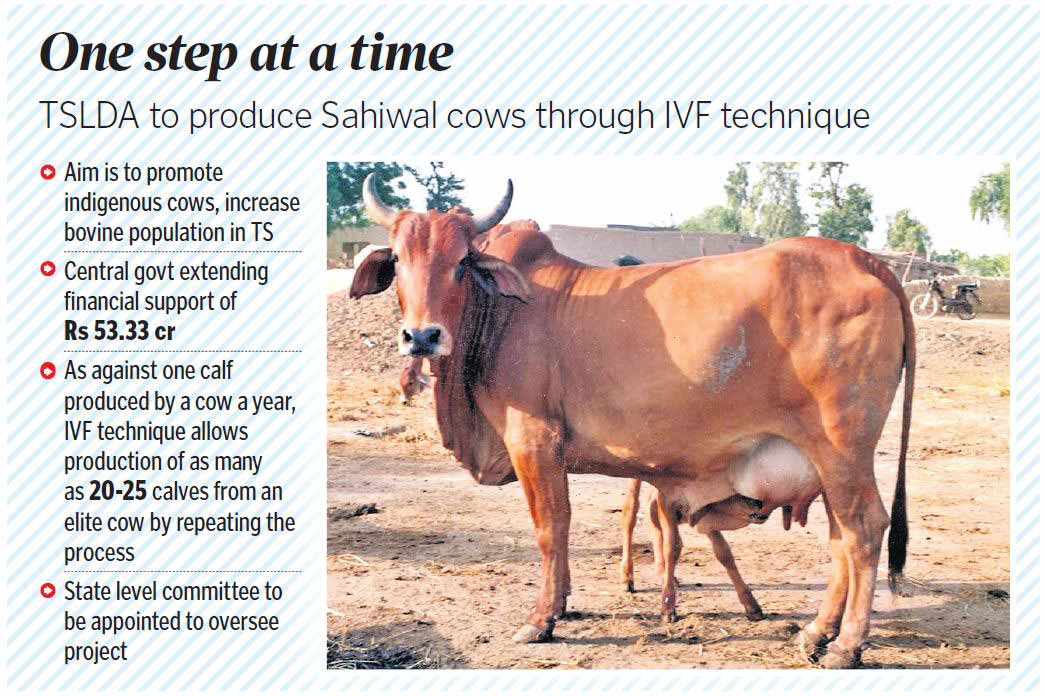 One step at a time
TSLDA to produce Sahiwal cows through IVF technique
Aim is to promote
indigenous cows, increase
bovine population in TS
Central govt extending
financial support of
Rs 53.33 cr
As against one calf
produced by a cow a year,
IVF technique allows
production of as many
as 20-25 calves from an
elite cow by repeating the
process
State level committee to
be appointed to oversee
project